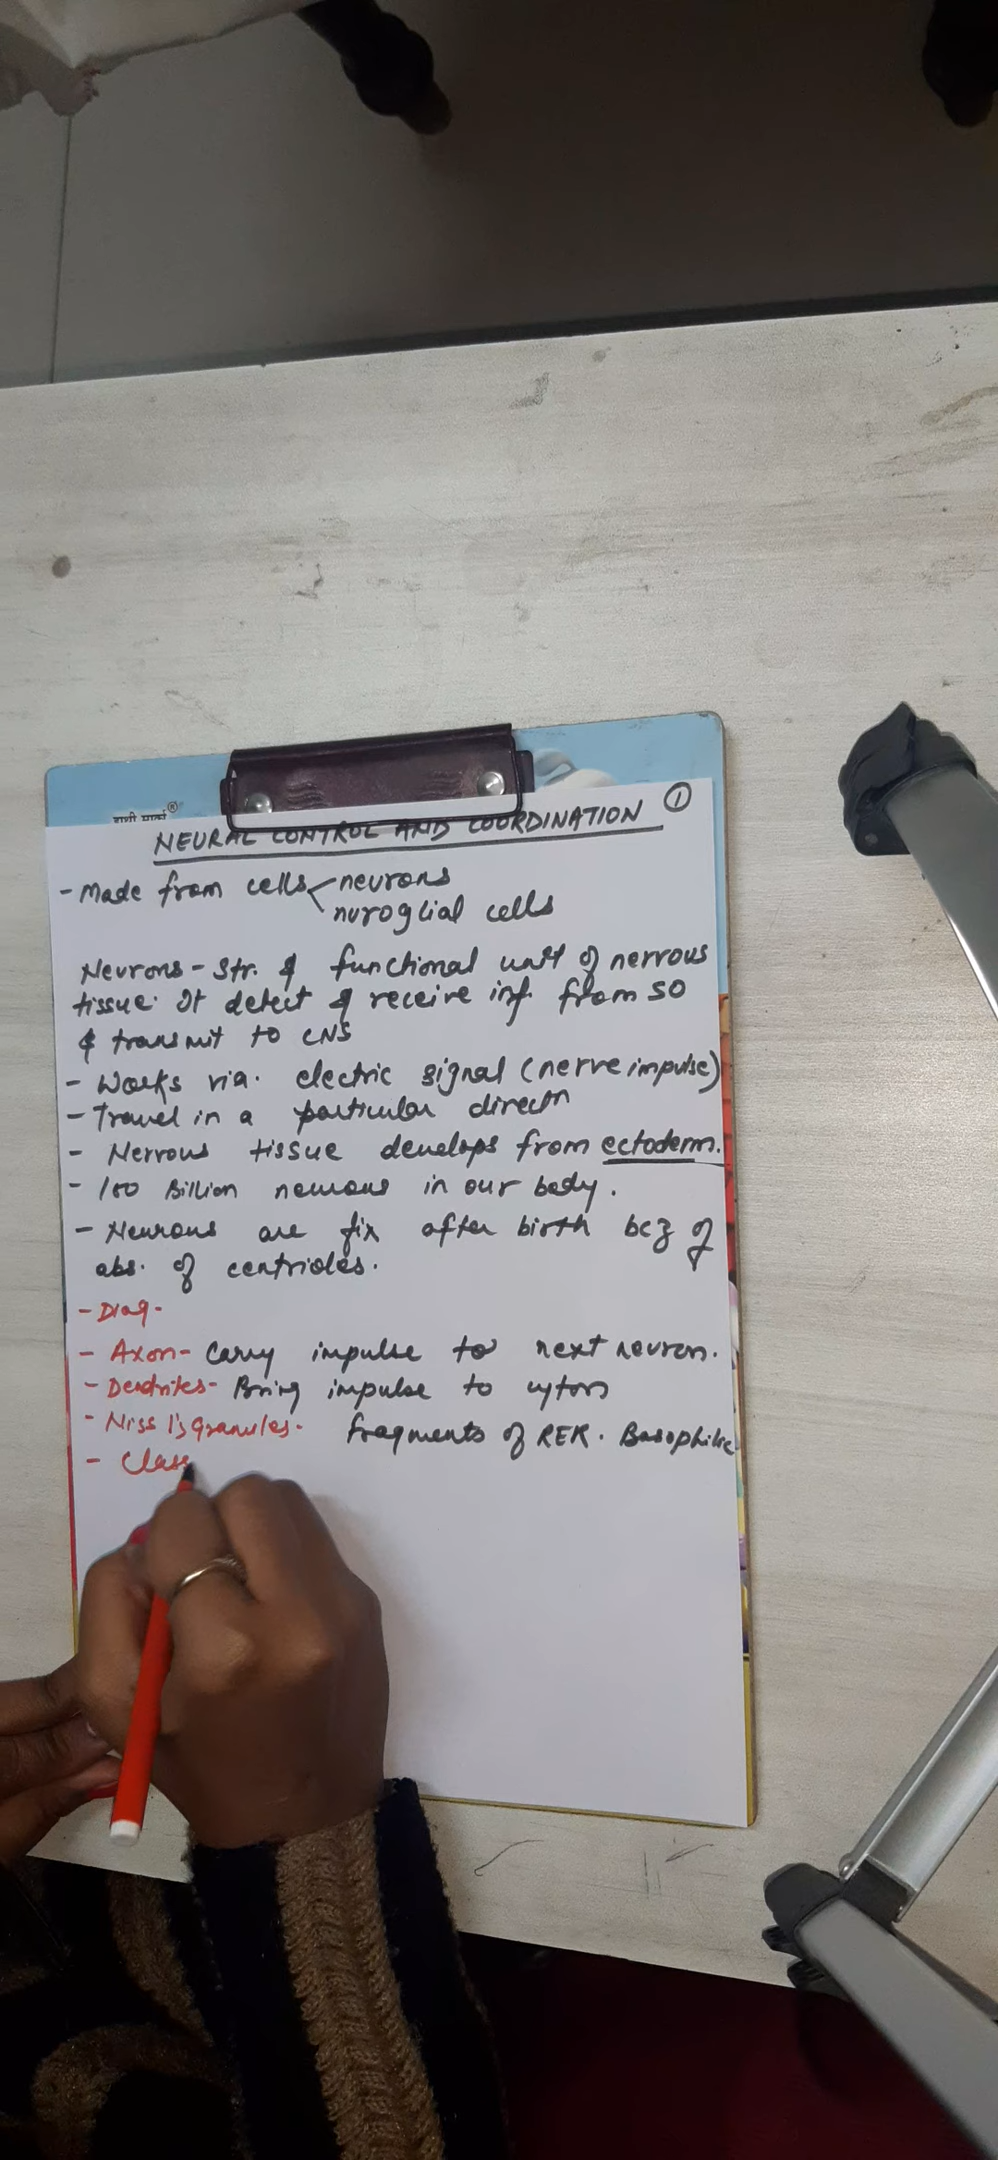 हाथी मार्का ®
NEURAL CONTROL AND COORDINATION ①
- Made from cells neurons
nuroglial cells
Neurons - Str. & functional unit of nervous
tissue. It detect & receive inf. from SO
& transmit to CNS
- Works via. electric signal (nerve impulse)
- Travel in a particular directn
- Nervous tissue develops from ectoderm.
- 100 Billion neurons in our body.
- Neurons are fix after birth bcz of
abs. of centrioles.
- Diag -
- Axon - Carry impulse to next neuron.
- Dendrites - Bring impulse to cyton
- Nissl's granules - fragments of RER. Basophilic
- Class